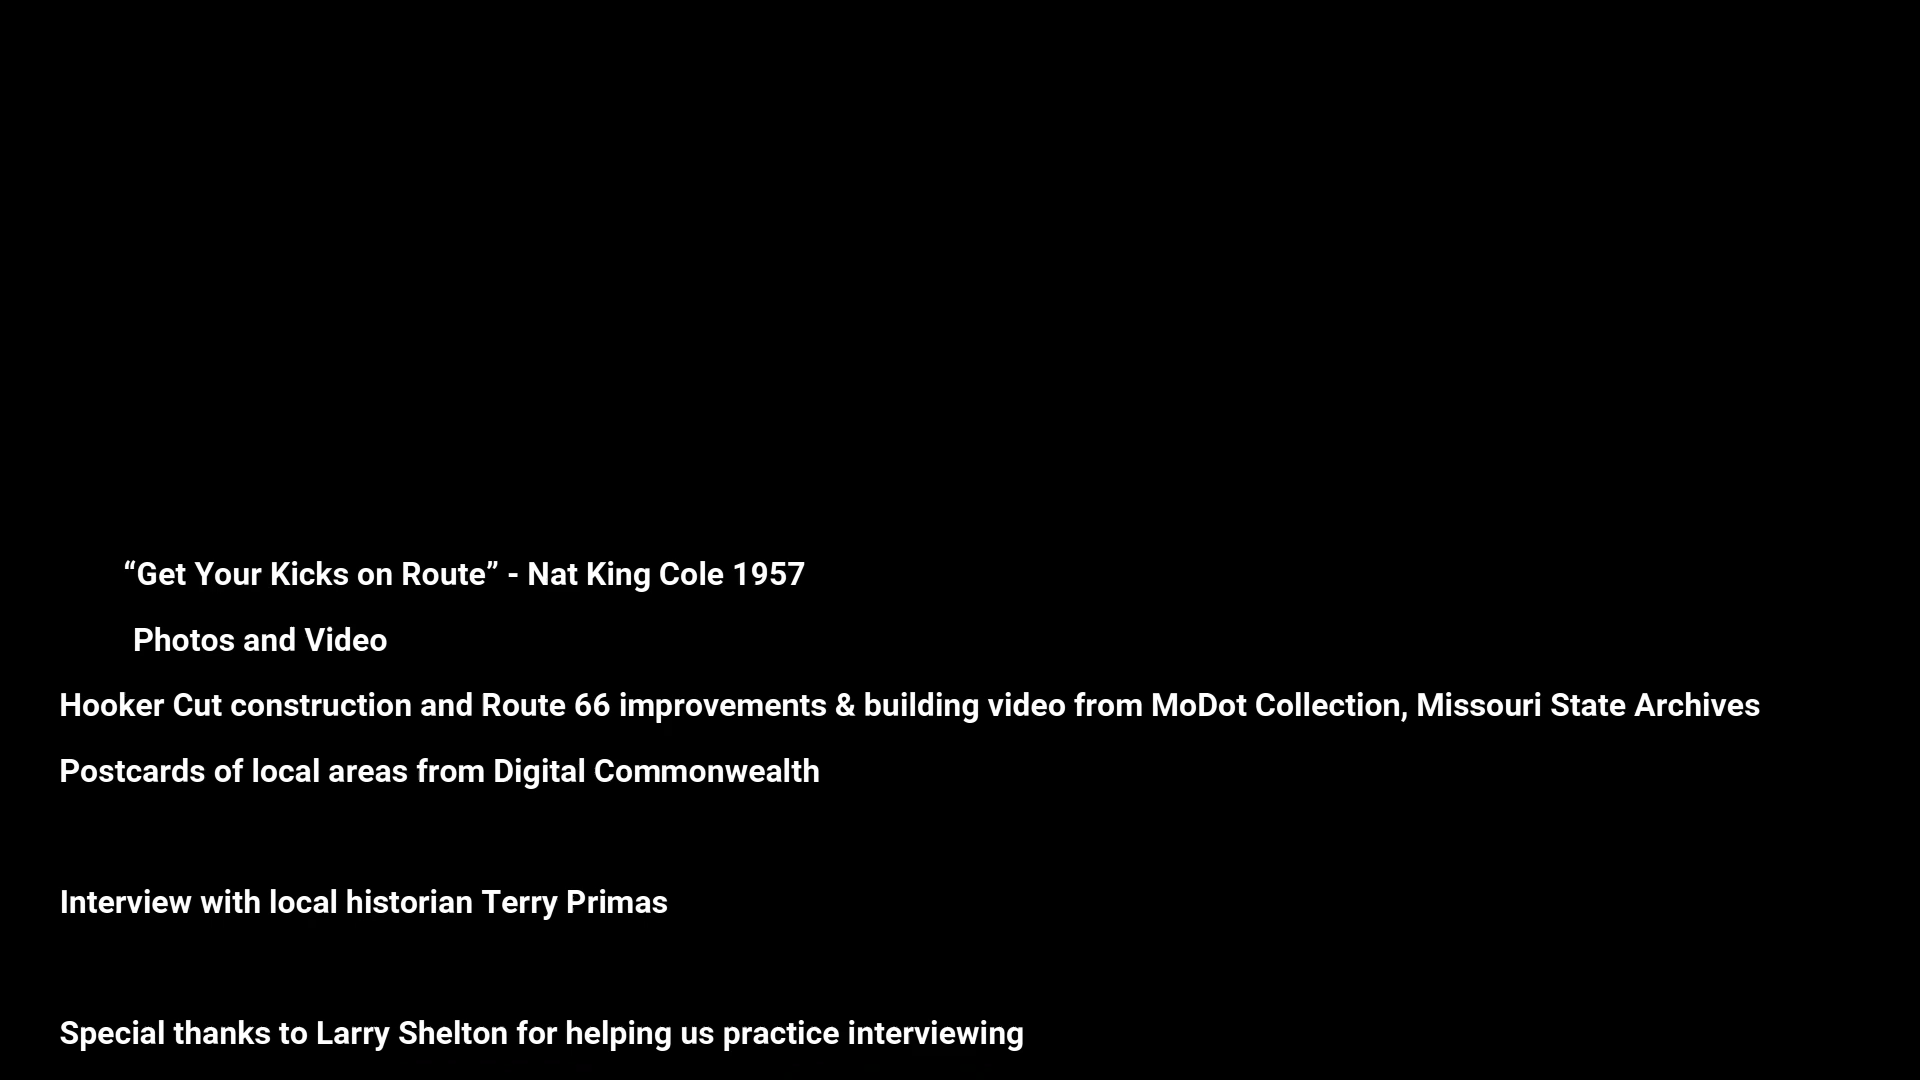 “Get Your Kicks on Route” - Nat King Cole 1957
Photos and Video
Hooker Cut construction and Route 66 improvements & building video from MoDot Collection, Missouri State Archives
Postcards of local areas from Digital Commonwealth
Interview with local historian Terry Primas
Special thanks to Larry Shelton for helping us practice interviewing